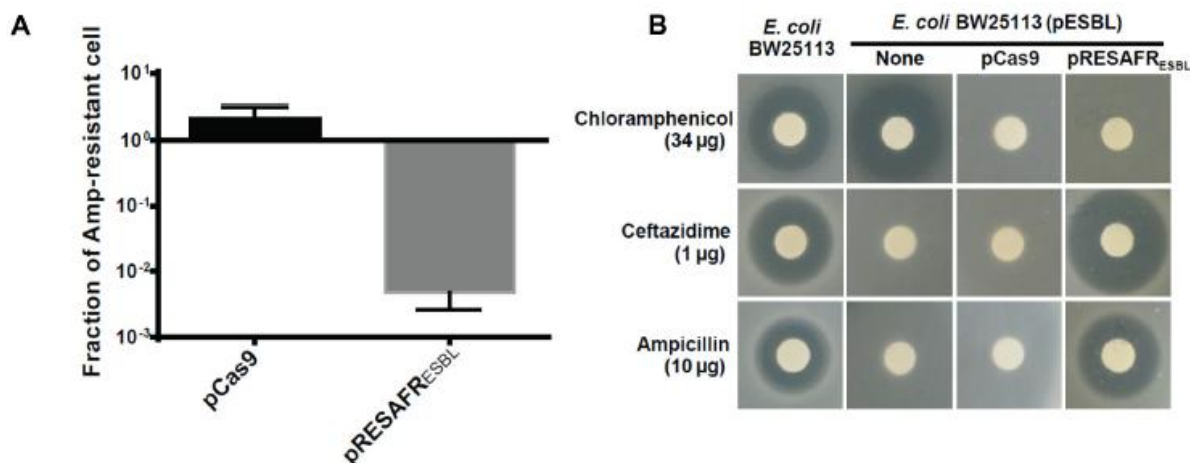 A
Fraction of Amp-resistant cell
10¹
10⁰
10⁻¹
10⁻²
10⁻³
pCas9
pRESAFRESBL
B
E. coli
BW25113
E. coli BW25113 (pESBL)
None
pCas9
pRESAFRESBL
Chloramphenicol
(34 µg)
Ceftazidime
(1 µg)
Ampicillin
(10 µg)